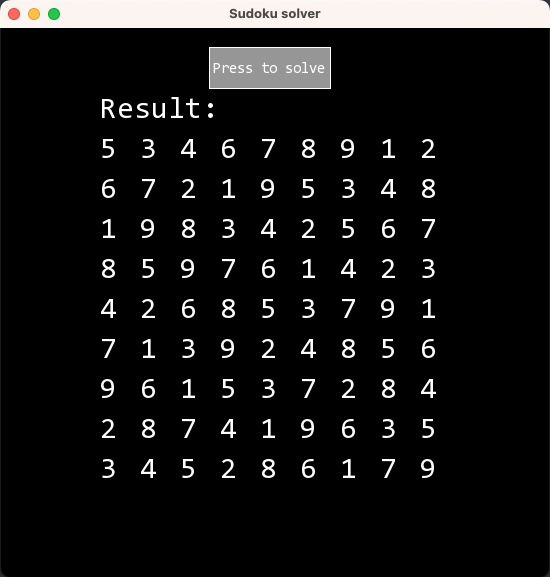 Sudoku solver
Press to solve
Result:
5 3 4 6 7 8 9 1 2
6 7 2 1 9 5 3 4 8
1 9 8 3 4 2 5 6 7
8 5 9 7 6 1 4 2 3
4 2 6 8 5 3 7 9 1
7 1 3 9 2 4 8 5 6
9 6 1 5 3 7 2 8 4
2 8 7 4 1 9 6 3 5
3 4 5 2 8 6 1 7 9